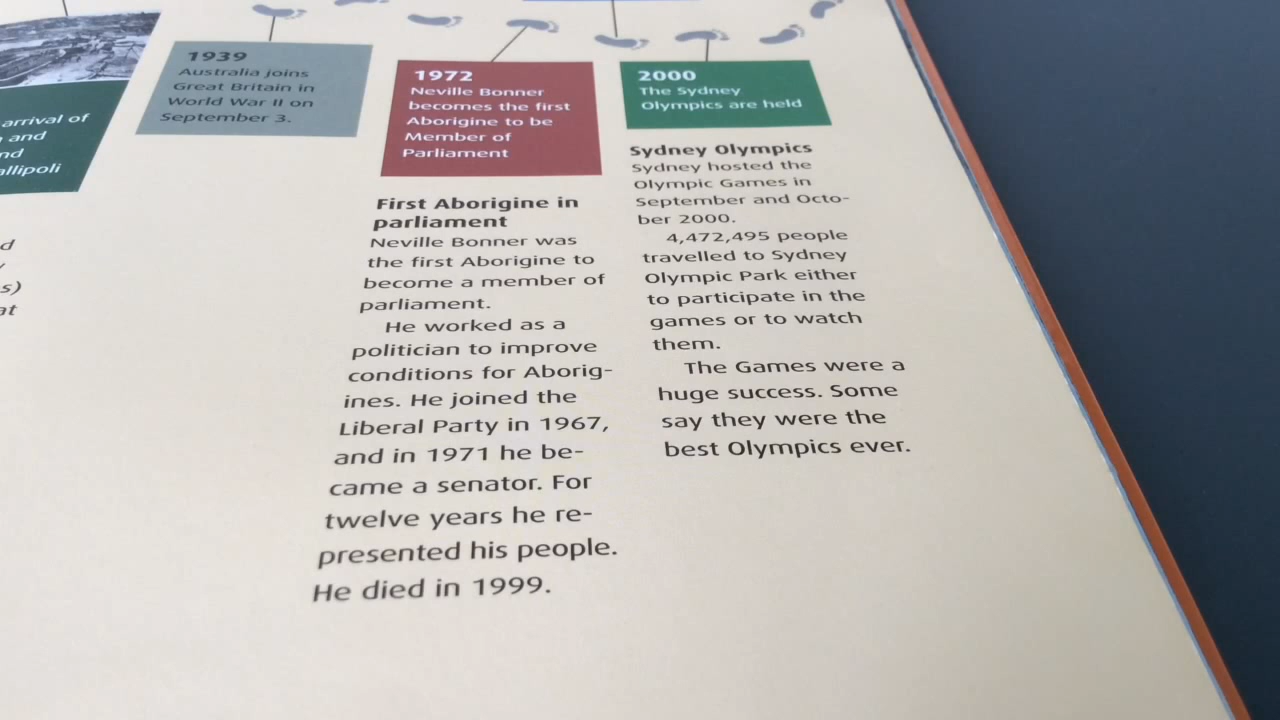 arrival of
and
allipoli
d
s)
at
1939
Australia joins
Great Britain in
World War II on
September 3.
1972
Neville Bonner
becomes the first
Aborigine to be
Member of
Parliament
First Aborigine in
parliament
Neville Bonner was
the first Aborigine to
become a member of
parliament.
He worked as a
politician to improve
conditions for Aborig-
ines. He joined the
Liberal Party in 1967,
and in 1971 he be-
came a senator. For
twelve years he re-
presented his people.
He died in 1999.
2000
The Sydney
Olympics are held
Sydney Olympics
Sydney hosted the
Olympic Games in
September and Octo-
ber 2000.
4,472,495 people
travelled to Sydney
Olympic Park either
to participate in the
games or to watch
them.
The Games were a
huge success. Some
say they were the
best Olympics ever.